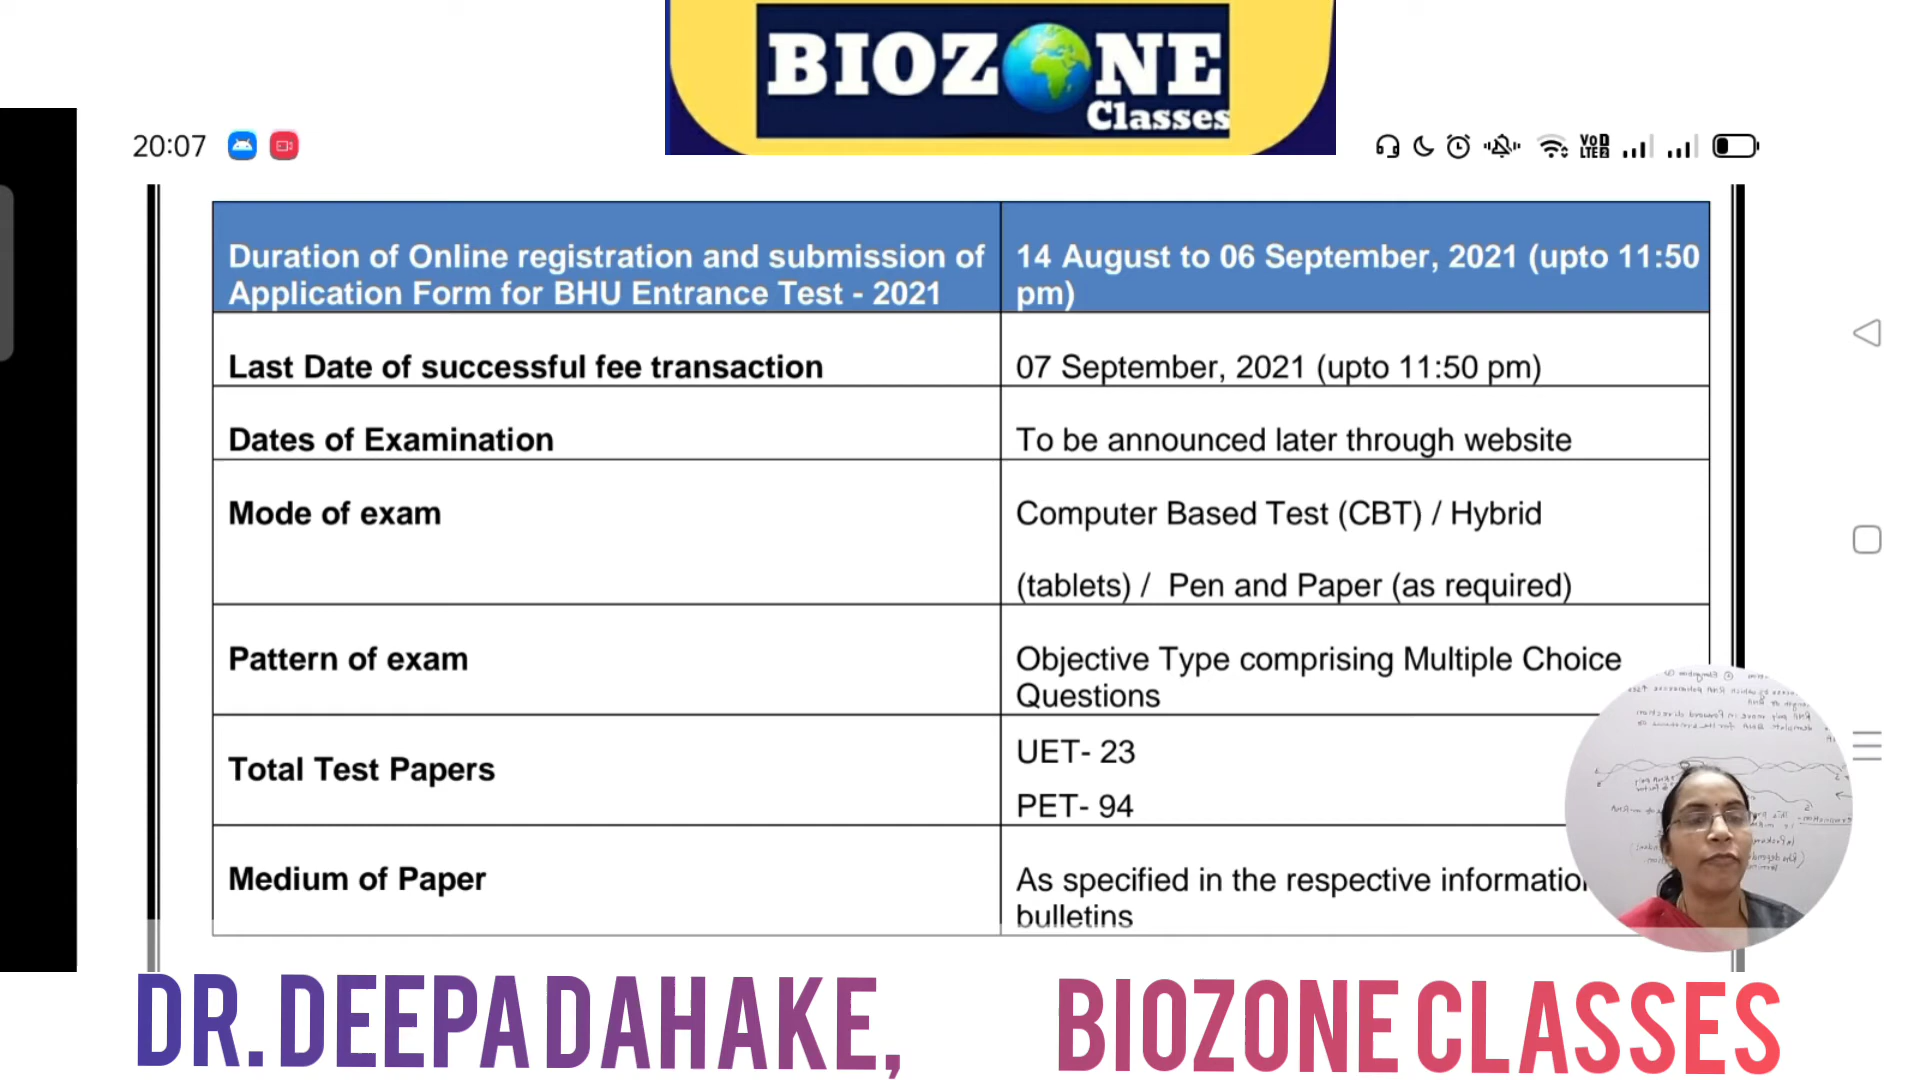 BIOZONE
Classes
20:07
VoD
LTE2
Duration of Online registration and submission of
Application Form for BHU Entrance Test - 2021
14 August to 06 September, 2021 (upto 11:50
pm)
Last Date of successful fee transaction
07 September, 2021 (upto 11:50 pm)
Dates of Examination
To be announced later through website
Mode of exam
Computer Based Test (CBT) / Hybrid
(tablets) / Pen and Paper (as required)
Pattern of exam
Objective Type comprising Multiple Choice
Questions
Total Test Papers
UET- 23
PET- 94
Medium of Paper
As specified in the respective information
bulletins
DR. DEEPA DAHAKE, BIOZONE CLASSES